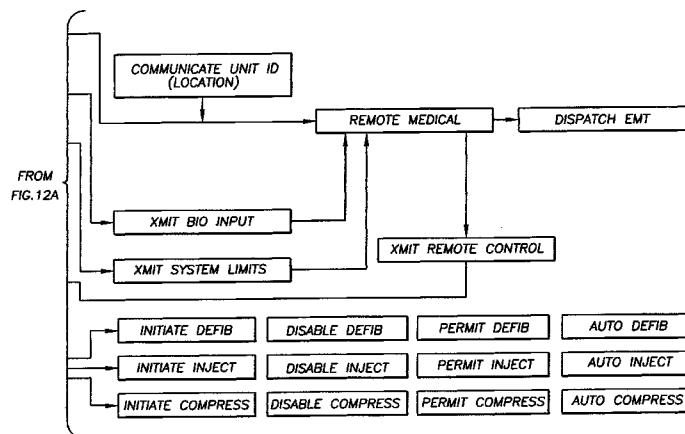 COMMUNICATE UNIT ID
(LOCATION)
REMOTE MEDICAL
DISPATCH EMT
FROM
FIG.12A
XMIT BIO INPUT
XMIT REMOTE CONTROL
XMIT SYSTEM LIMITS
INITIATE DEFIB
DISABLE DEFIB
PERMIT DEFIB
AUTO DEFIB
INITIATE INJECT
DISABLE INJECT
PERMIT INJECT
AUTO INJECT
INITIATE COMPRESS
DISABLE COMPRESS
PERMIT COMPRESS
AUTO COMPRESS